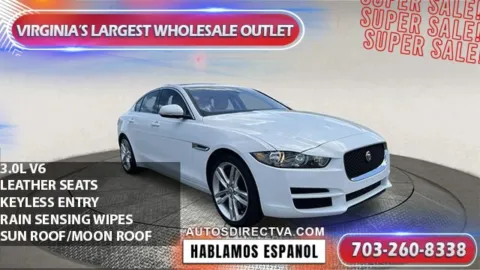 VIRGINIA'S LARGEST WHOLESALE OUTLET
SUPER SALE!
SUPER SALE!
SUPER SALE!
3.0L V6
LEATHER SEATS
KEYLESS ENTRY
RAIN SENSING WIPES
SUN ROOF/MOON ROOF
AUTOSDIRECTVA.COM
HABLAMOS ESPANOL
703-260-8338